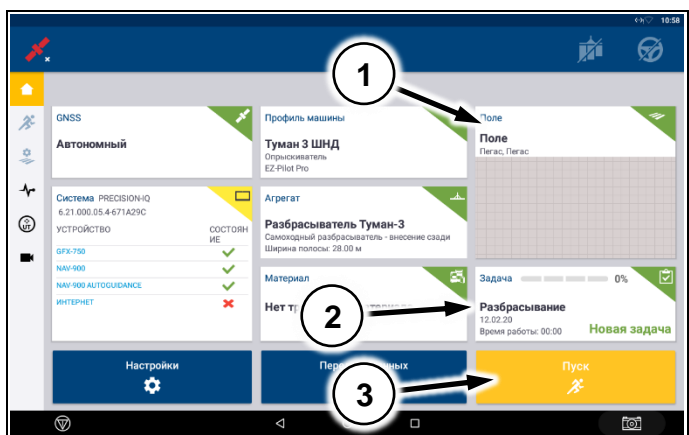 10:58
1
GNSS
Автономный
Профиль машины
Туман 3 ШНД
Опрыскиватель
EZ-Pilot Pro
Поле
Поле
Пегас, Пегас
Система PRECISION-IQ
6.21.000.05.4-671A29C
УСТРОЙСТВО СОСТОЯН
ИЕ
GFX-750
NAV-900
NAV-900 AUTOGUIDANCE
ИНТЕРНЕТ
Агрегат
Разбрасыватель Туман-3
Самоходный разбрасыватель - внесение сзади
Ширина полосы: 28.00 м
Материал
Нет
2
Задача 0%
Разбрасывание
12.02.20
Время работы: 00:00 Новая задача
Настройки
3
Пуск
UT